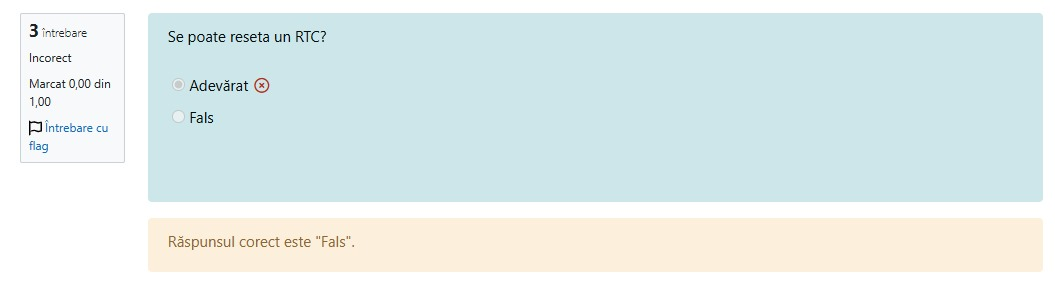 3 întrebare
Incorect
Marcat 0,00 din
1,00
Întrebare cu
flag
Se poate reseta un RTC?
Adevărat
Fals
Răspunsul corect este "Fals".